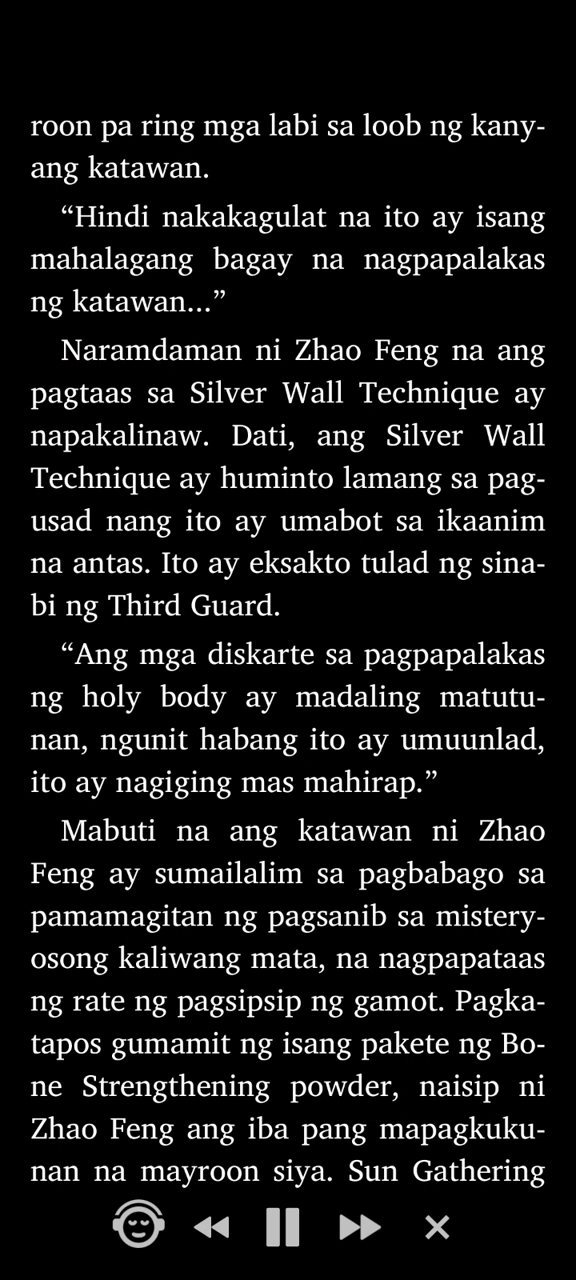 roon pa ring mga labi sa loob ng kany-
ang katawan.
“Hindi nakakagulat na ito ay isang
mahalagang bagay na nagpapalakas
ng katawan...”
Naramdaman ni Zhao Feng na ang
pagtaas sa Silver Wall Technique ay
napakalinaw. Dati, ang Silver Wall
Technique ay huminto lamang sa pag-
usad nang ito ay umabot sa ikaanim
na antas. Ito ay eksakto tulad ng sina-
bi ng Third Guard.
“Ang mga diskarte sa pagpapalakas
ng holy body ay madaling matutu-
nan, ngunit habang ito ay umuunlad,
ito ay nagiging mas mahirap.”
Mabuti na ang katawan ni Zhao
Feng ay sumailalim sa pagbabago sa
pamamagitan ng pagsanib sa mistery-
osong kaliwang mata, na nagpapataas
ng rate ng pagsipsip ng gamot. Pagka-
tapos gumamit ng isang pakete ng Bo-
ne Strengthening powder, naisip ni
Zhao Feng ang iba pang mapagkuku-
nan na mayroon siya. Sun Gathering